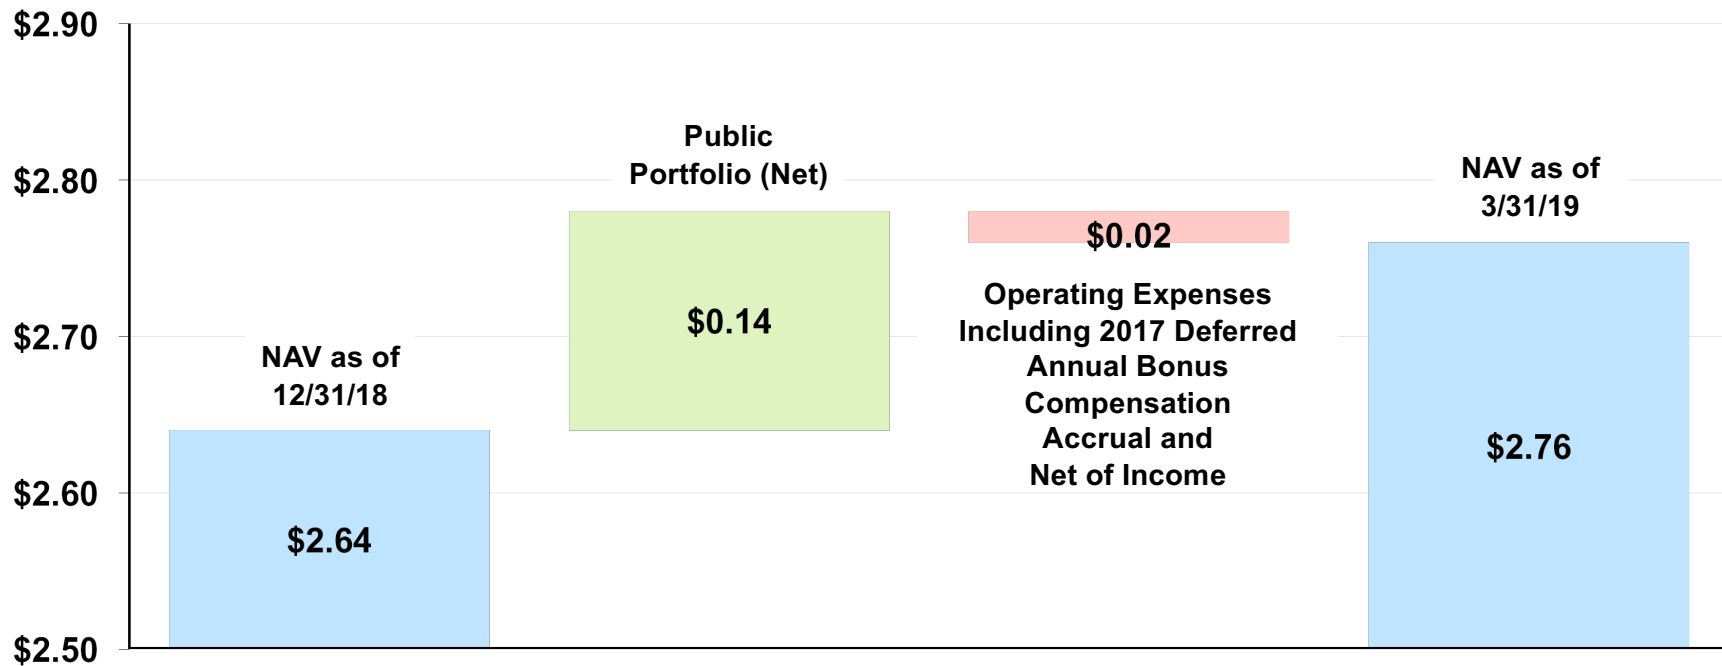 $2.90
$2.80
$2.70
$2.60
$2.50
NAV as of
12/31/18
$2.64
Public
Portfolio (Net)
$0.14
$0.02
Operating Expenses
Including 2017 Deferred
Annual Bonus
Compensation
Accrual and
Net of Income
NAV as of
3/31/19
$2.76